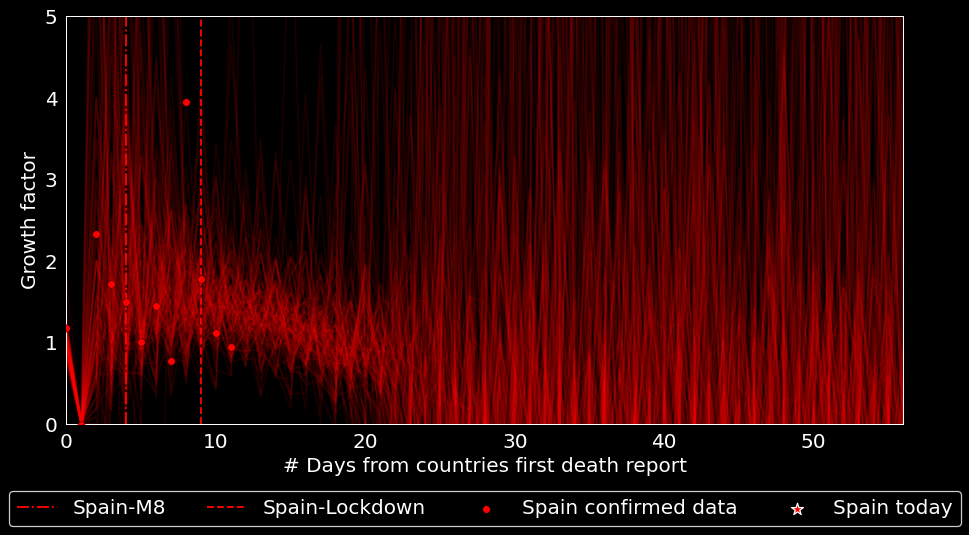 5
4
3
2
1
0
Growth factor
0 10 20 30 40 50
# Days from countries first death report
Spain-M8 Spain-Lockdown Spain confirmed data Spain today